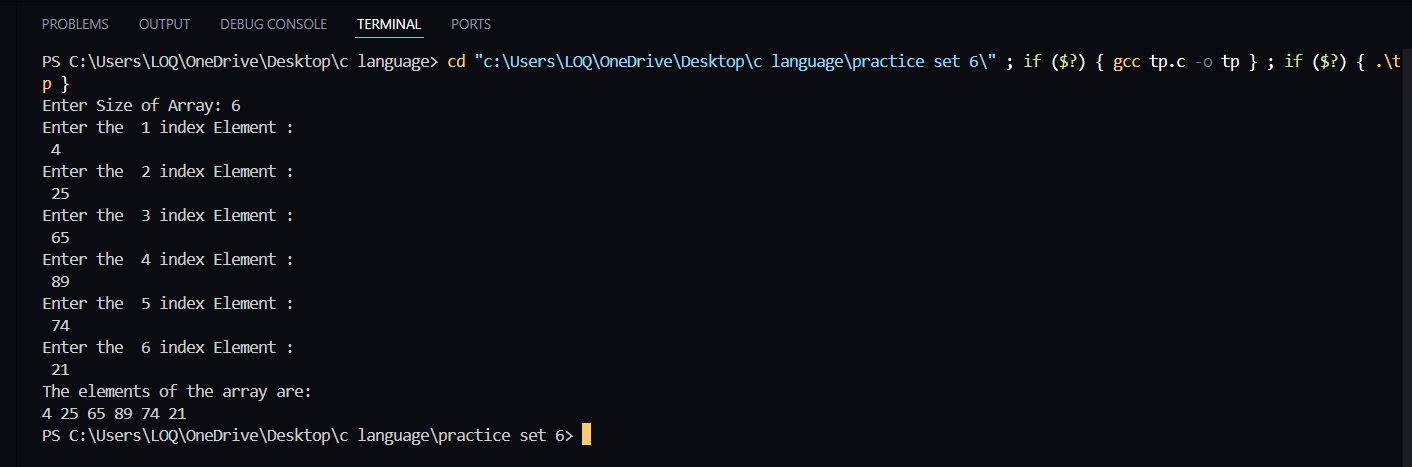 PROBLEMS OUTPUT DEBUG CONSOLE TERMINAL PORTS
PS C:\Users\LOQ\OneDrive\Desktop\c language> cd "c:\Users\LOQ\OneDrive\Desktop\c language\practice set 6\" ; if ($?) { gcc tp.c -o tp } ; if ($?) { .\t
p }
Enter Size of Array: 6
Enter the  1 index Element :
 4
Enter the  2 index Element :
 25
Enter the  3 index Element :
 65
Enter the  4 index Element :
 89
Enter the  5 index Element :
 74
Enter the  6 index Element :
 21
The elements of the array are:
4 25 65 89 74 21
PS C:\Users\LOQ\OneDrive\Desktop\c language\practice set 6>